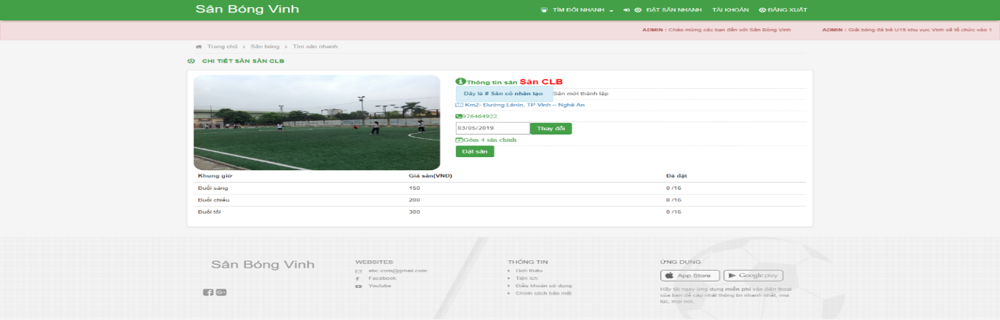 Sân Bóng Vinh
TÌM ĐỐI NHANH ĐẶT SÂN NHANH TÀI KHOẢN ĐĂNG XUẤT
ADMIN : Chào mừng các bạn đến với Sân Bóng Vinh ADMIN : Giải bóng đá trẻ U15 khu vực Vinh sẽ tổ chức vào 1
Trang chủ > Sân bóng > Tìm sân nhanh
CHI TIẾT SÂN SÂN CLB
Thông tin sân Sân CLB
Đây là # Sân cỏ nhân tạo Sân mới thành lập
Km2- Đường Lênin, TP Vinh – Nghệ An
976464922
03/05/2019 Thay đổi
Gồm 4 sân chính
Đặt sân
Khung giờ Giá sân(VNĐ) Đã đặt
Buổi sáng 150 0 /16
Buổi chiều 200 0 /16
Buổi tối 300 0 /16
Sân Bóng Vinh
WEBSITES
abc.com@gmail.com
Facebook
Youtube
THÔNG TIN
Giới thiệu
Tiện ích
Điều khoản sử dụng
Chính sách bảo mật
ỨNG DỤNG
App Store Google play
Hãy tải ngay ứng dụng miễn phí vào điện thoại
của bạn để cập nhật thông tin nhanh nhất, mọi
lúc, mọi nơi.